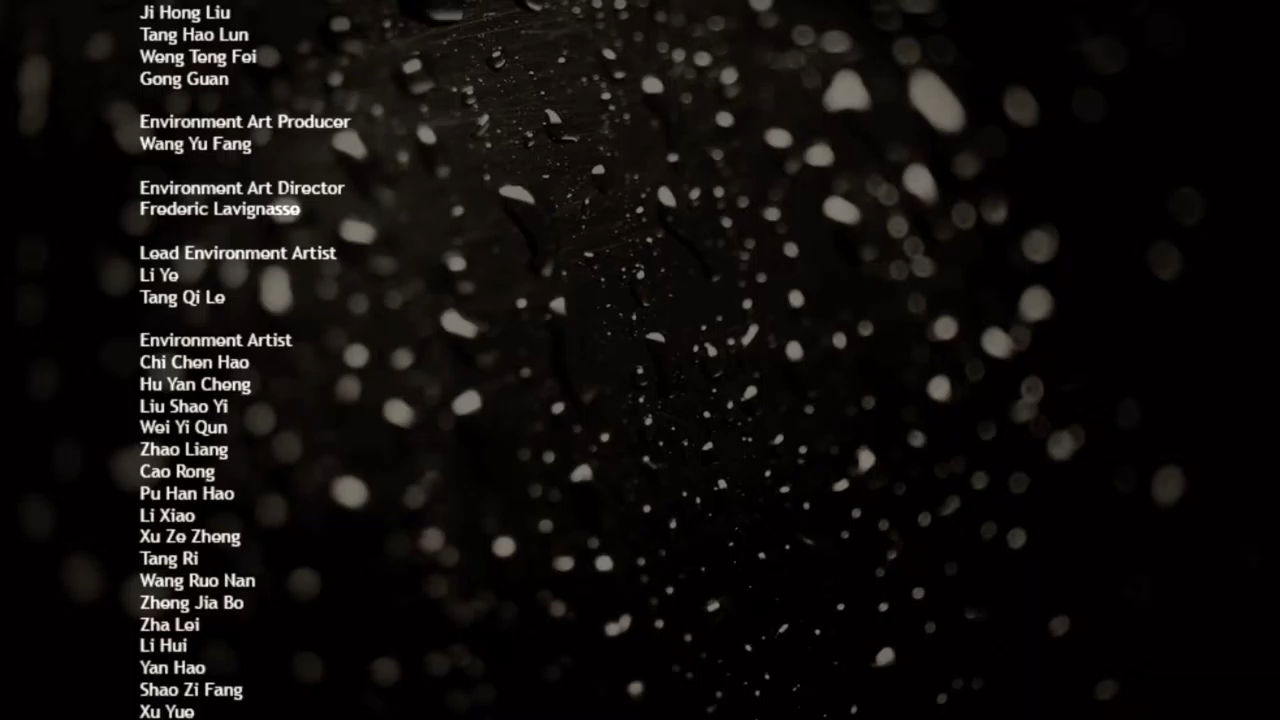 Ji Hong Liu
Tang Hao Lun
Weng Teng Fei
Gong Guan
Environment Art Producer
Wang Yu Fang
Environment Art Director
Frederic Lavignasse
Lead Environment Artist
Li Ye
Tang Qi Le
Environment Artist
Chi Chen Hao
Hu Yan Cheng
Liu Shao Yi
Wei Yi Qun
Zhao Liang
Cao Rong
Pu Han Hao
Li Xiao
Xu Ze Zheng
Tang Ri
Wang Ruo Nan
Zheng Jia Bo
Zha Lei
Li Hui
Yan Hao
Shao Zi Fang
Xu Yue